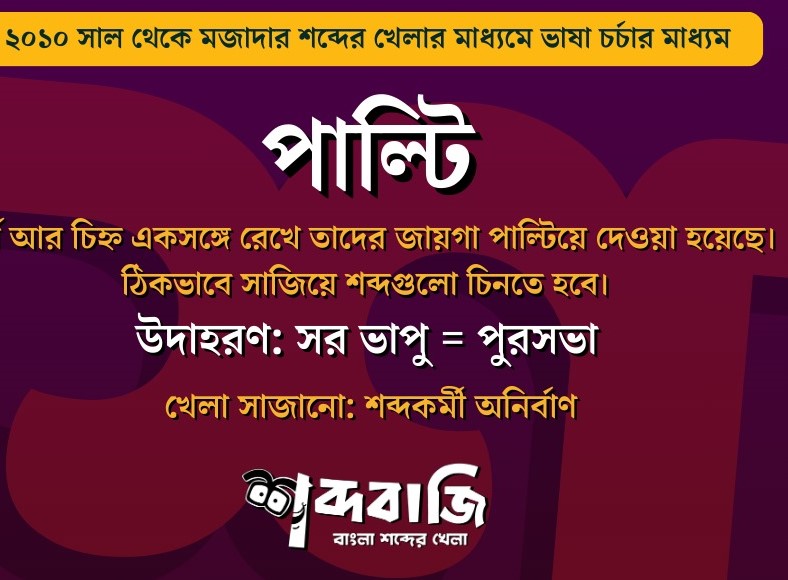 ২০১০ সাল থেকে মজাদার শব্দের খেলার মাধ্যমে ভাষা চর্চার মাধ্যম
পাল্টি
আর চিহ্ন একসঙ্গে রেখে তাদের জায়গা পাল্টিয়ে দেওয়া হয়েছে।
ঠিকভাবে সাজিয়ে শব্দগুলো চিনতে হবে।
উদাহরণ: সর ভাপু = পুরসভা
খেলা সাজানো: শব্দকর্মী অনির্বাণ
শব্দবাজি
বাংলা শব্দের খেলা